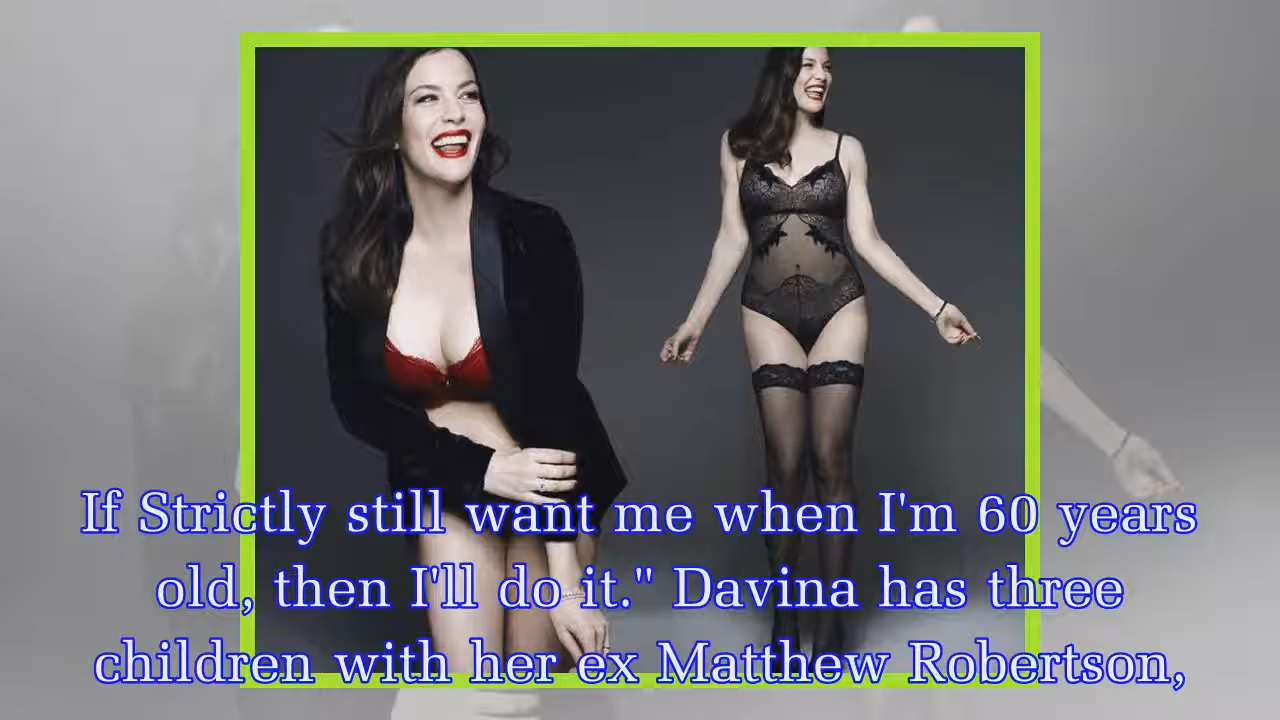 If Strictly still want me when I'm 60 years
old, then I'll do it." Davina has three
children with her ex Matthew Robertson,